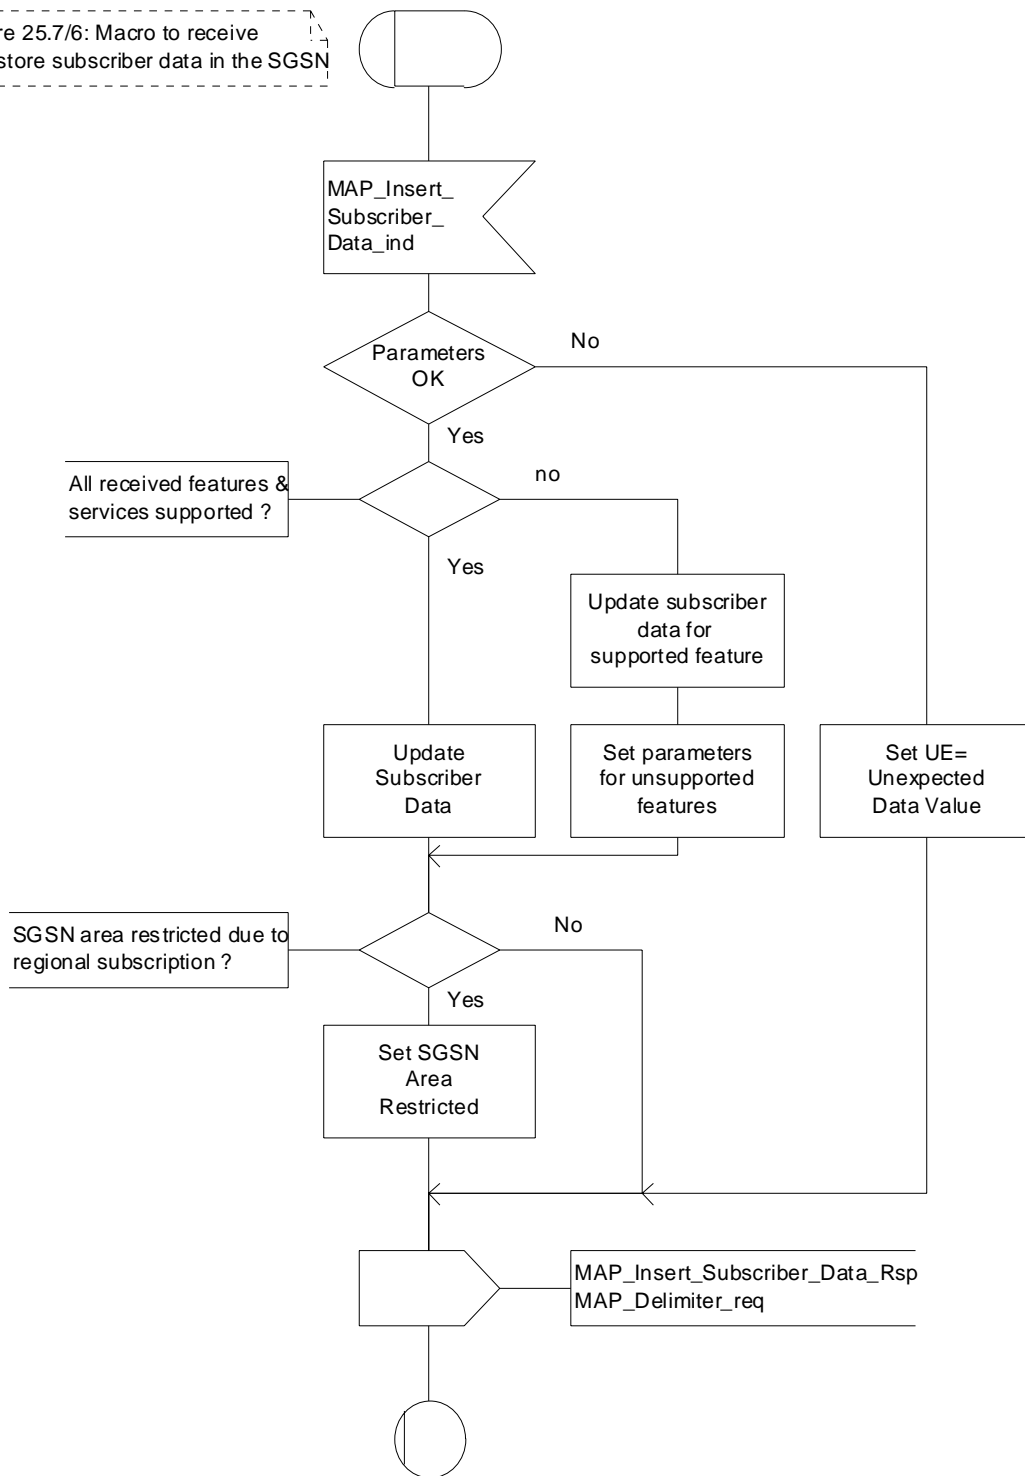 re 25.7/6: Macro to receive
store subscriber data in the SGSN
MAP_Insert_
Subscriber_
Data_ind
Parameters
OK
No
Yes
All received features &
services supported ?
no
Yes
Update subscriber
data for
supported feature
Update
Subscriber
Data
Set parameters
for unsupported
features
Set UE=
Unexpected
Data Value
SGSN area restricted due to
regional subscription ?
No
Yes
Set SGSN
Area
Restricted
MAP_Insert_Subscriber_Data_Rsp
MAP_Delimiter_req